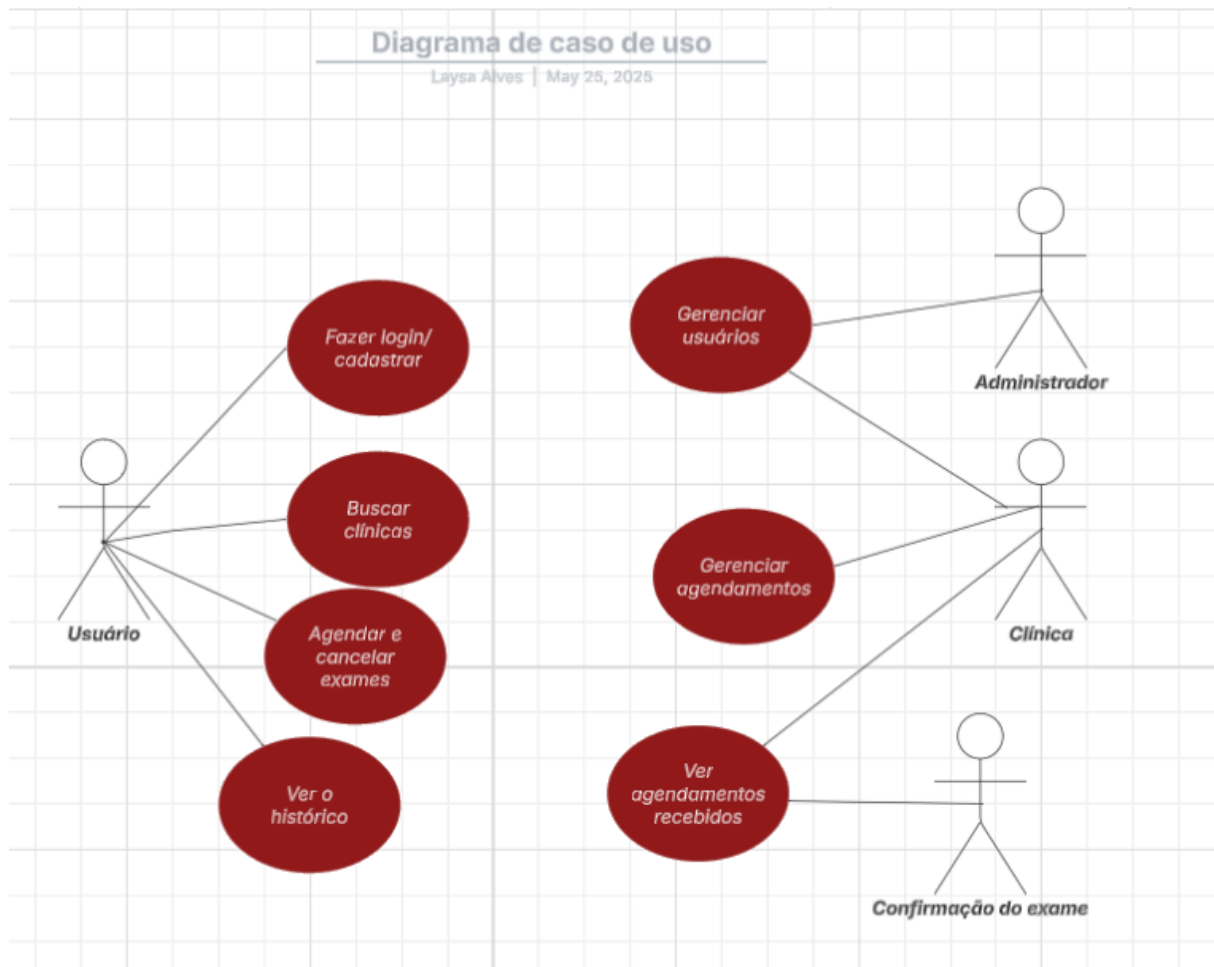 Diagrama de caso de uso
Laysa Alves | May 25, 2025
Fazer login/
cadastrar
Buscar
clínicas
Agendar e
cancelar
exames
Ver o
histórico
Usuário
Gerenciar
usuários
Gerenciar
agendamentos
Ver
agendamentos
recebidos
Administrador
Clínica
Confirmação do exame